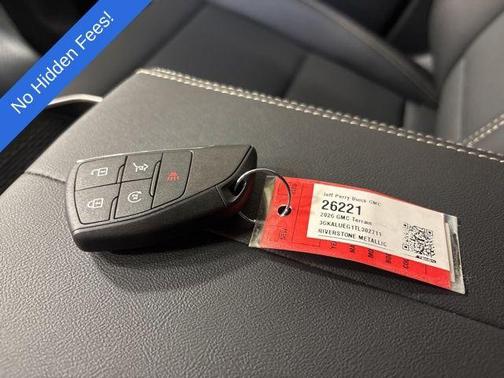 No Hidden Fees!
Jeff Perry Buick GMC
26221
2026 GMC Terrain
3GKALUEG1TL302711
RIVERSTONE METALLIC